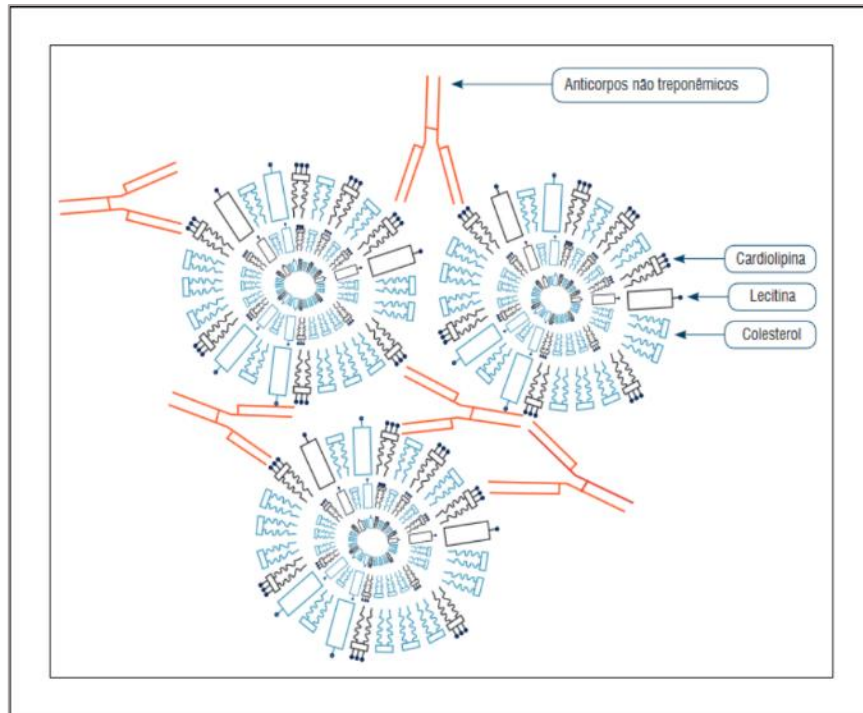 Anticorpos não treponêmicos
Cardiolipina
Lecitina
Colesterol